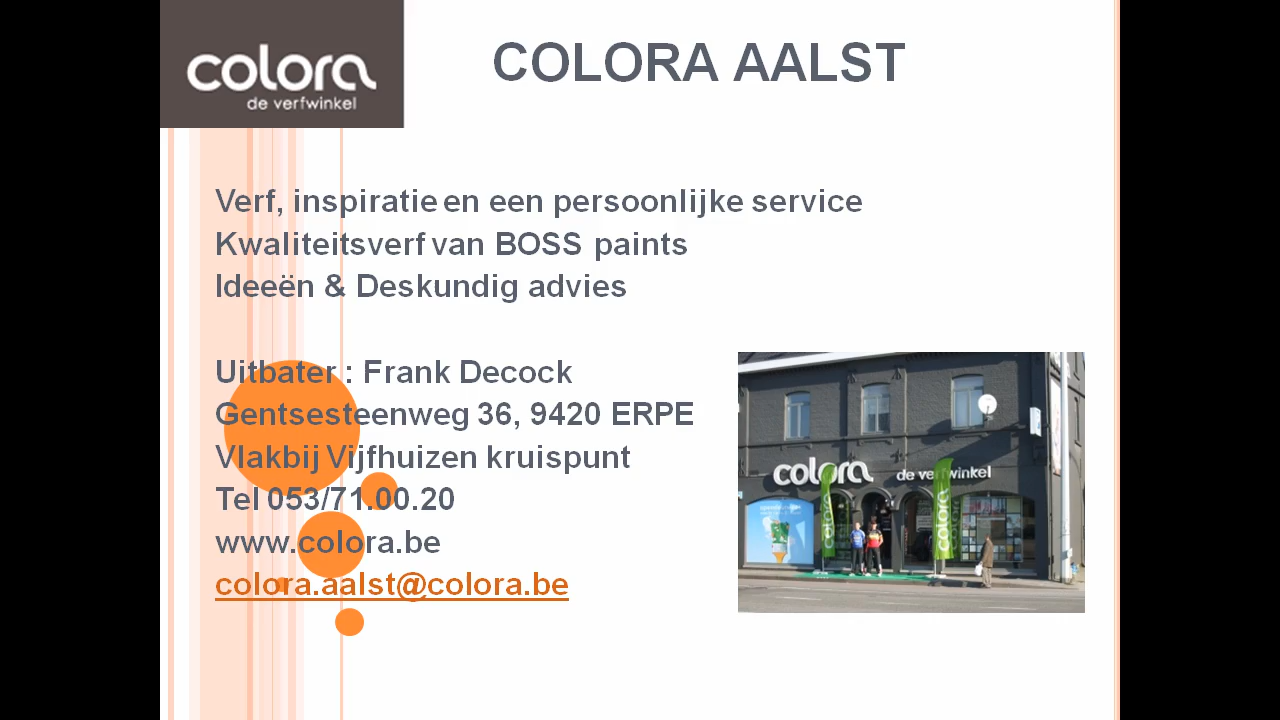 colora
de verfwinkel
COLORA AALST
Verf, inspiratie en een persoonlijke service
Kwaliteitsverf van BOSS paints
Ideeën & Deskundig advies
Uitbater : Frank Decock
Gentsesteenweg 36, 9420 ERPE
Vlakbij Vijfhuizen kruispunt
Tel 053/71.00.20
www.colora.be
colora.aalst@colora.be
colora de verfwinkel
colora
colora